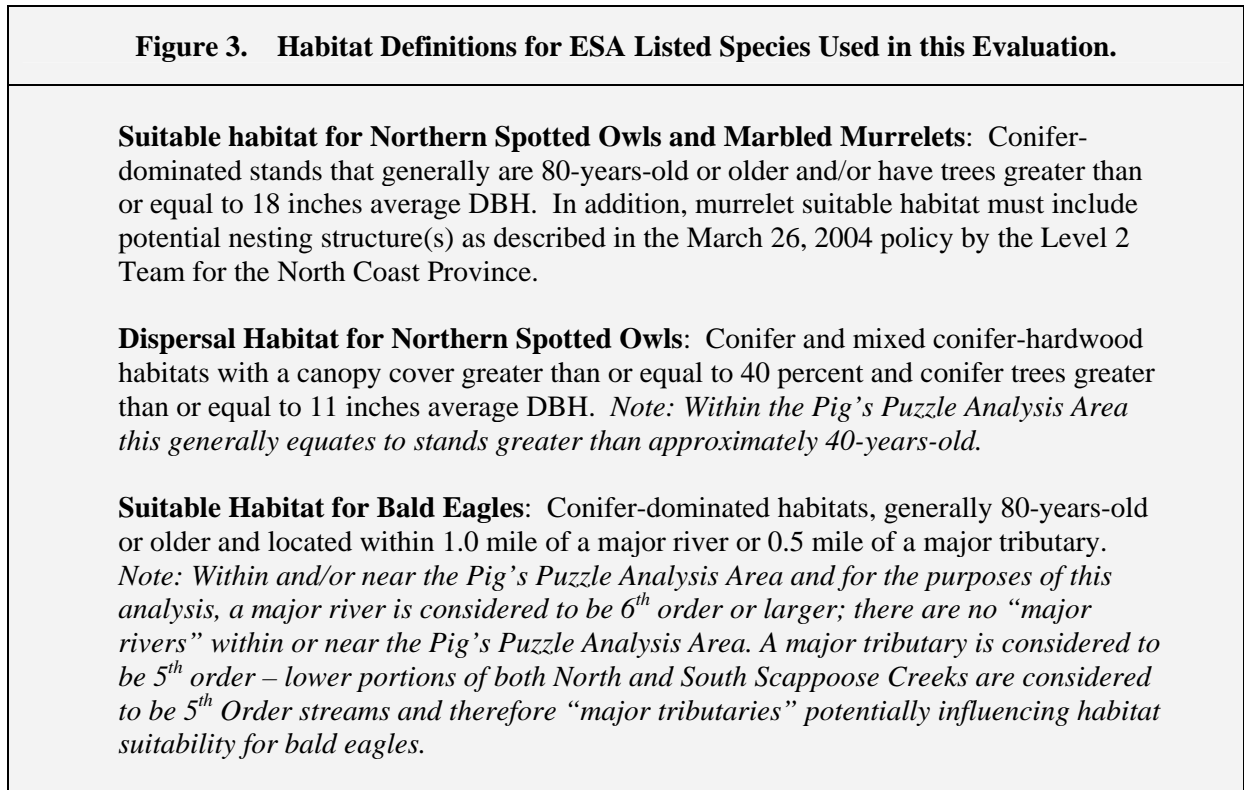 Figure 3. Habitat Definitions for ESA Listed Species Used in this Evaluation.
Suitable habitat for Northern Spotted Owls and Marbled Murrelets: Conifer-
dominated stands that generally are 80-years-old or older and/or have trees greater than
or equal to 18 inches average DBH. In addition, murrelet suitable habitat must include
potential nesting structure(s) as described in the March 26, 2004 policy by the Level 2
Team for the North Coast Province.
Dispersal Habitat for Northern Spotted Owls: Conifer and mixed conifer-hardwood
habitats with a canopy cover greater than or equal to 40 percent and conifer trees greater
than or equal to 11 inches average DBH. Note: Within the Pig's Puzzle Analysis Area
this generally equates to stands greater than approximately 40-years-old.
Suitable Habitat for Bald Eagles: Conifer-dominated habitats, generally 80-years-old
or older and located within 1.0 mile of a major river or 0.5 mile of a major tributary.
Note: Within and/or near the Pig's Puzzle Analysis Area and for the purposes of this
analysis, a major river is considered to be 6th order or larger; there are no "major
rivers" within or near the Pig's Puzzle Analysis Area. A major tributary is considered to
be 5th order – lower portions of both North and South Scappoose Creeks are considered
to be 5th Order streams and therefore "major tributaries" potentially influencing habitat
suitability for bald eagles.